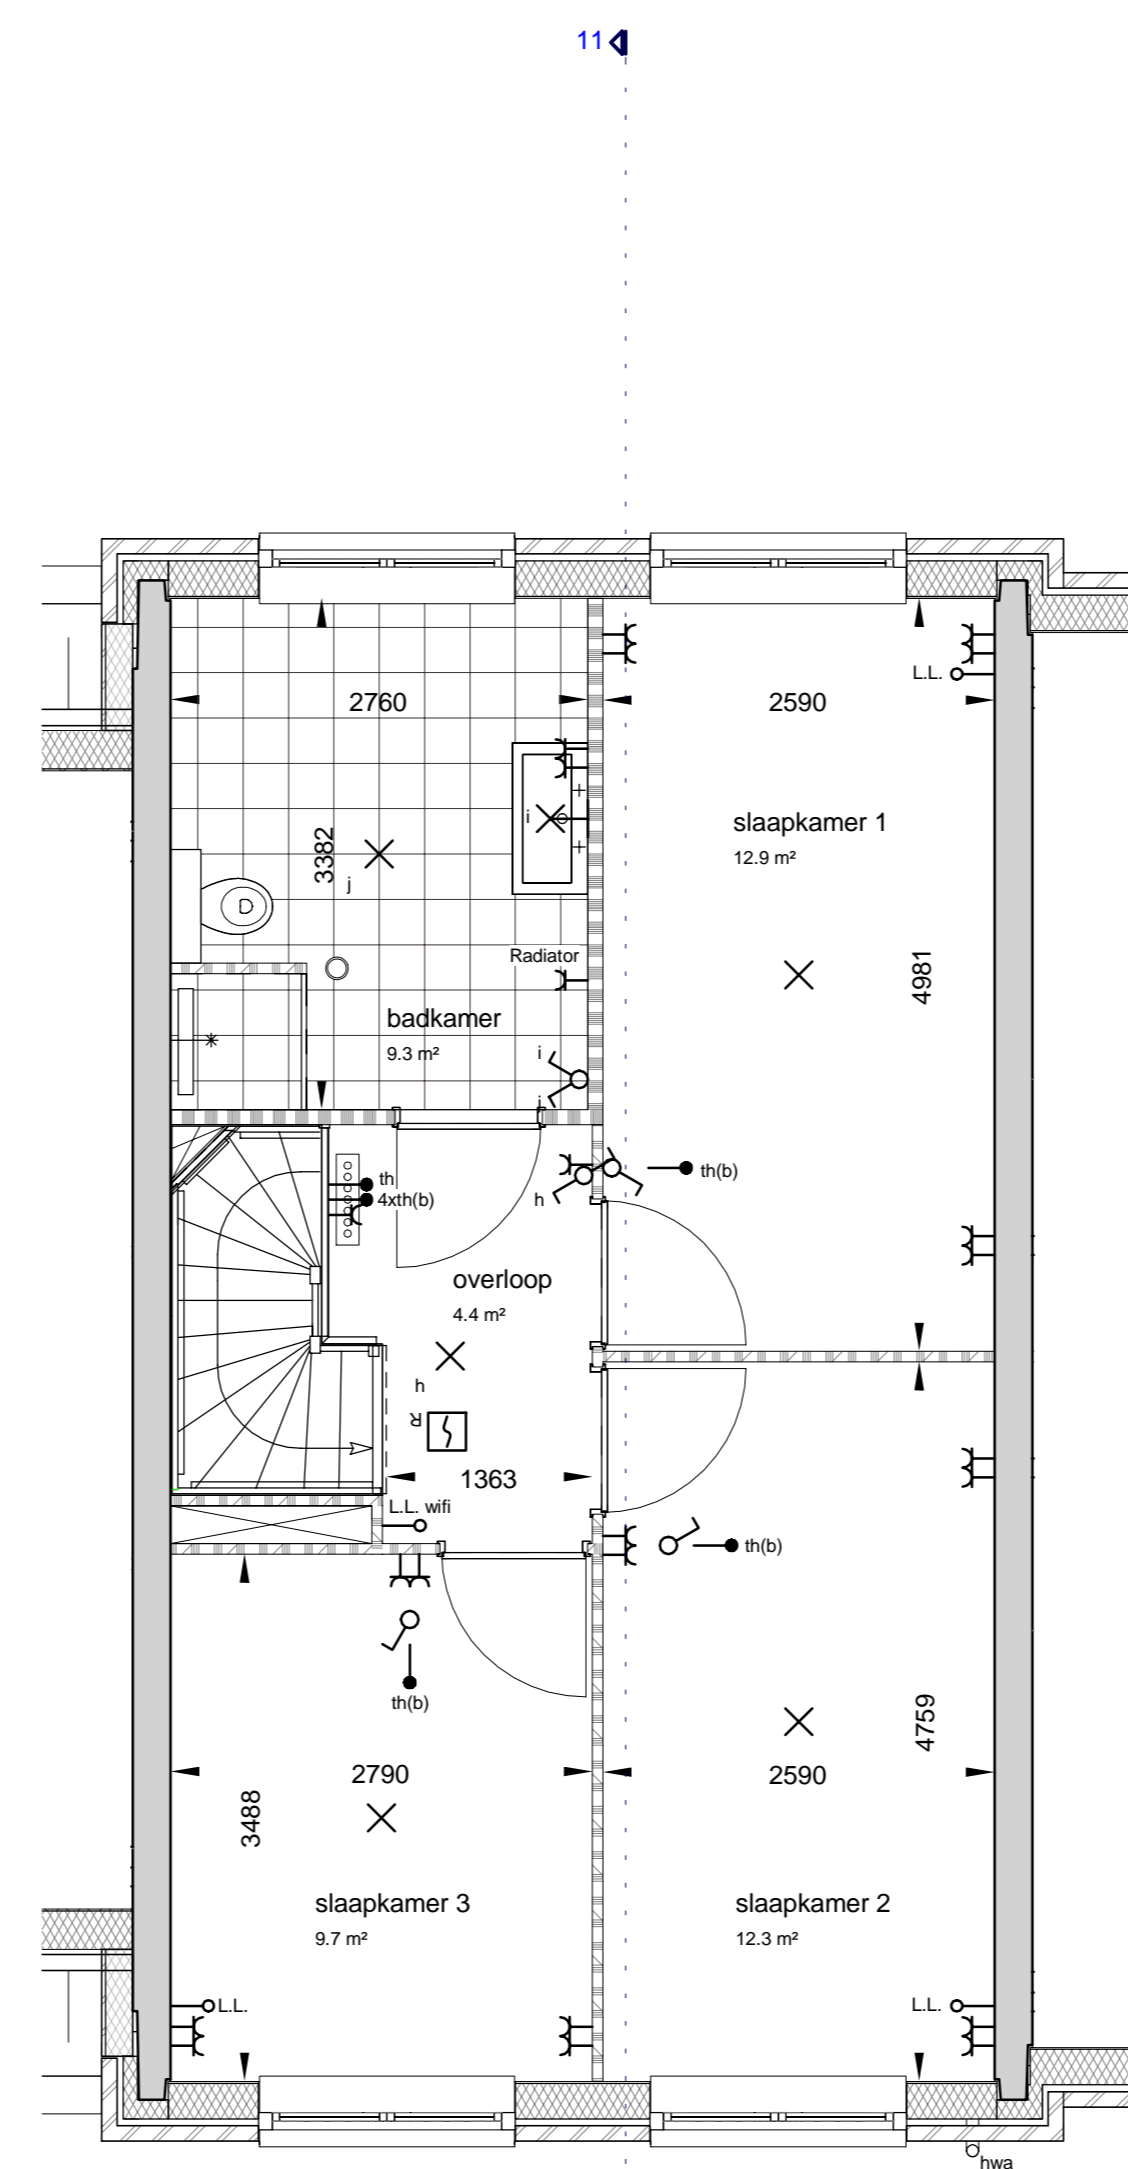 11
2760
2590
L.L.
slaapkamer 1
12.9 m²
3382
i
j
4981
Radiator
badkamer
9.3 m²
i
j
th
4xth(b)
h
th(b)
overloop
4.4 m²
h
R
1363
L.L. wifi
th(b)
th(b)
4759
2790
2590
3488
slaapkamer 3
9.7 m²
slaapkamer 2
12.3 m²
L.L.
L.L.
hwa